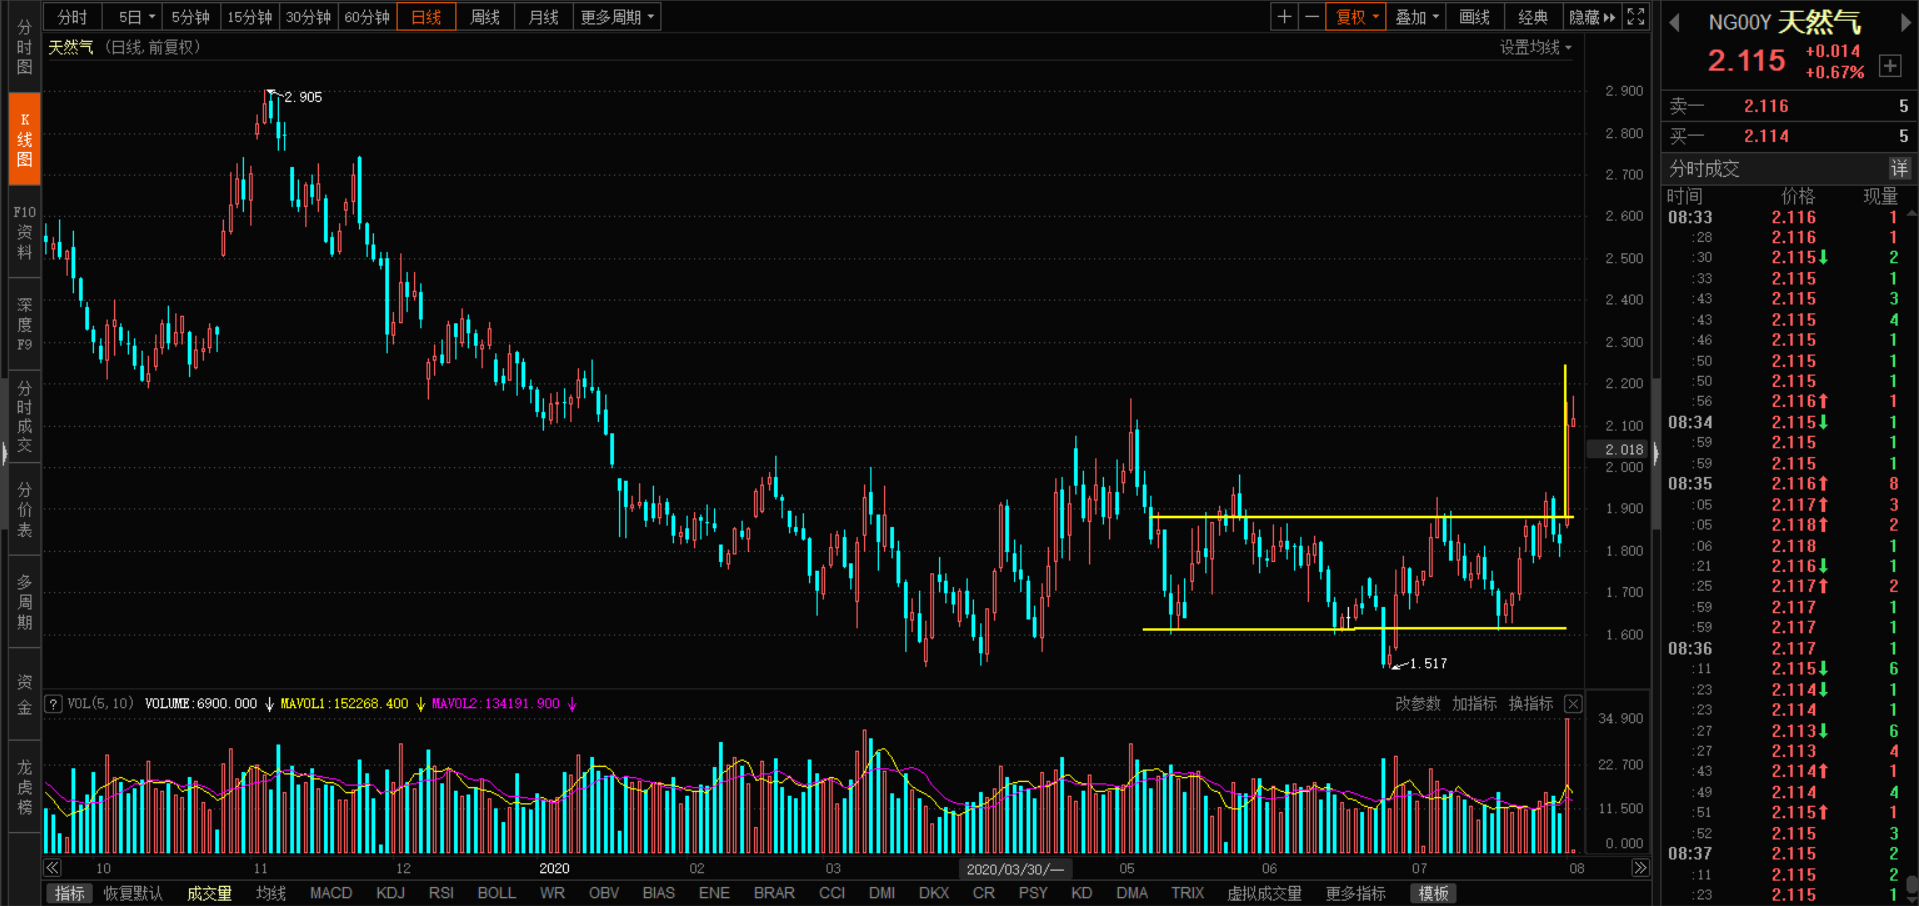 分时 5日 5分钟 15分钟 30分钟 60分钟 日线 周线 月线 更多周期
复权 叠加 画线 经典 隐藏
天然气 (日线,前复权)
设置均线
分时图
K线图
F10资料
深度F9
分时成交
分价表
多周期
资金
龙虎榜
2.905
1.517
2.900
2.800
2.700
2.600
2.500
2.400
2.300
2.200
2.100
2.018
2.000
1.900
1.800
1.700
1.600
? VOL(5,10) VOLUME:6900.000 ↓ MAVOL1:152268.400 ↓ MAVOL2:134191.900 ↓
改参数 加指标 换指标
34.900
22.700
11.500
0.000
10 11 12 2020 02 03 2020/03/30/一 05 06 07 08
指标 恢复默认 成交量 均线 MACD KDJ RSI BOLL WR OBV BIAS ENE BRAR CCI DMI DKX CR PSY KD DMA TRIX 虚拟成交量 更多指标 模板
NG00Y 天然气
2.115 +0.014
+0.67%
卖一 2.116 5
买一 2.114 5
分时成交 详
时间 价格 现量
08:33 2.116 1
:28 2.116 1
:30 2.115↓ 2
:33 2.115 1
:43 2.115 3
:43 2.115 4
:46 2.115 1
:50 2.115 1
:50 2.115 1
:56 2.116↑ 1
08:34 2.115↓ 1
:59 2.115 1
:59 2.115 1
08:35 2.116↑ 8
:05 2.117↑ 3
:05 2.118↑ 2
:06 2.118 1
:21 2.116↓ 1
:25 2.117↑ 2
:59 2.117 1
:59 2.117 1
08:36 2.117 1
:11 2.115↓ 6
:23 2.114↓ 1
:23 2.114 1
:27 2.113↓ 6
:27 2.113 4
:43 2.114↑ 1
:49 2.114 4
:51 2.115↑ 1
:52 2.115 3
08:37 2.115 2
:11 2.115 2
:23 2.115 1